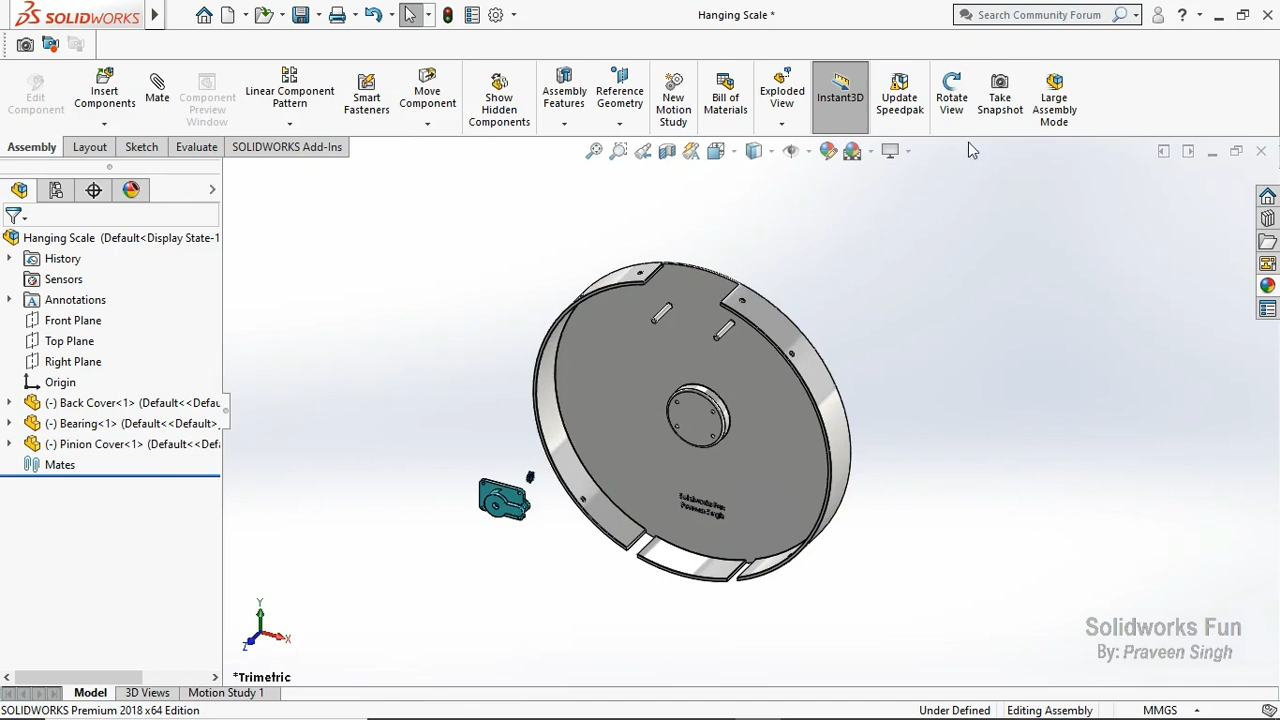 SOLIDWORKS
Hanging Scale *
Search Community Forum
Edit Component
Insert Components
Mate
Component Preview Window
Linear Component Pattern
Smart Fasteners
Move Component
Show Hidden Components
Assembly Features
Reference Geometry
New Motion Study
Bill of Materials
Exploded View
Instant3D
Update Speedpak
Rotate View
Take Snapshot
Large Assembly Mode
Assembly
Layout
Sketch
Evaluate
SOLIDWORKS Add-Ins
Hanging Scale (Default<Display State-1
History
Sensors
Annotations
Front Plane
Top Plane
Right Plane
Origin
(-) Back Cover<1> (Default<<Defau
(-) Bearing<1> (Default<<Default>
(-) Pinion Cover<1> (Default<<Def
Mates
Solidworks Fun
Praveen Singh
Y
X
Z
*Trimetric
Solidworks Fun
By: Praveen Singh
Model
3D Views
Motion Study 1
SOLIDWORKS Premium 2018 x64 Edition
Under Defined
Editing Assembly
MMGS